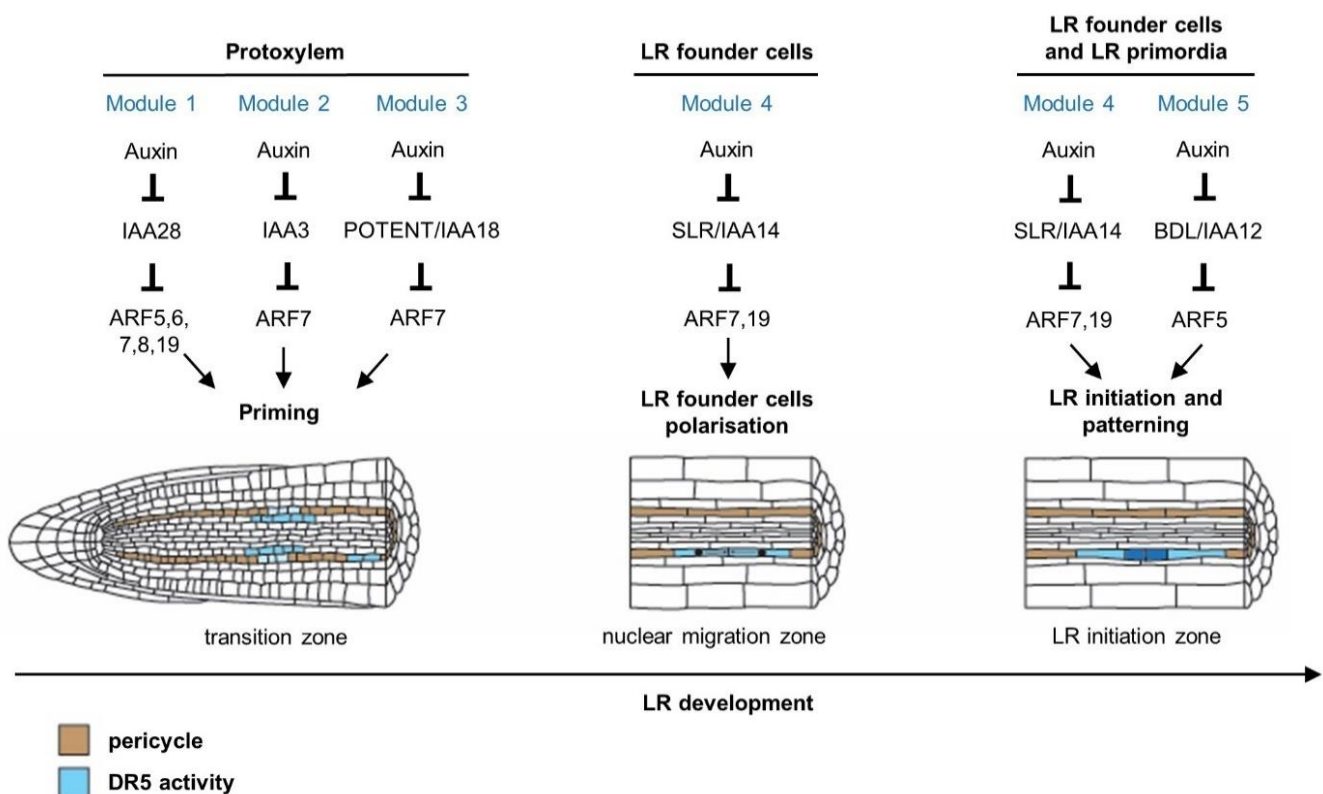 Protoxylem
Module 1 Module 2 Module 3
Auxin Auxin Auxin
IAA28 IAA3 POTENT/IAA18
ARF5,6,
7,8,19
ARF7 ARF7
Priming
transition zone
LR founder cells
Module 4
Auxin
SLR/IAA14
ARF7,19
LR founder cells
polarisation
nuclear migration zone
LR founder cells
and LR primordia
Module 4 Module 5
Auxin Auxin
SLR/IAA14 BDL/IAA12
ARF7,19 ARF5
LR initiation and
patterning
LR initiation zone
LR development
pericycle
DR5 activity